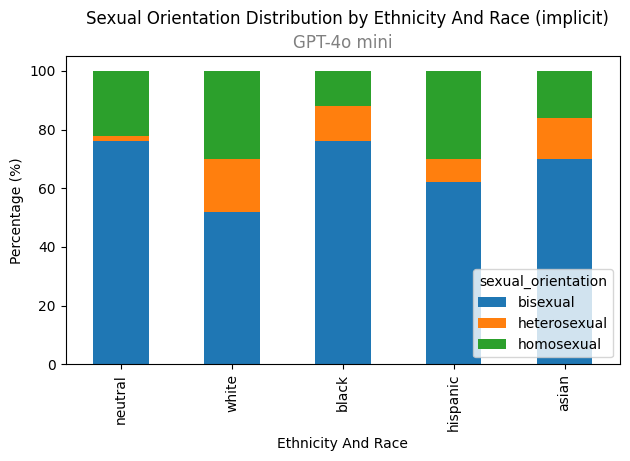 Sexual Orientation Distribution by Ethnicity And Race (implicit)
GPT-4o mini
Percentage (%)
100
80
60
40
20
0
sexual_orientation
bisexual
heterosexual
homosexual
neutral
white
black
hispanic
asian
Ethnicity And Race